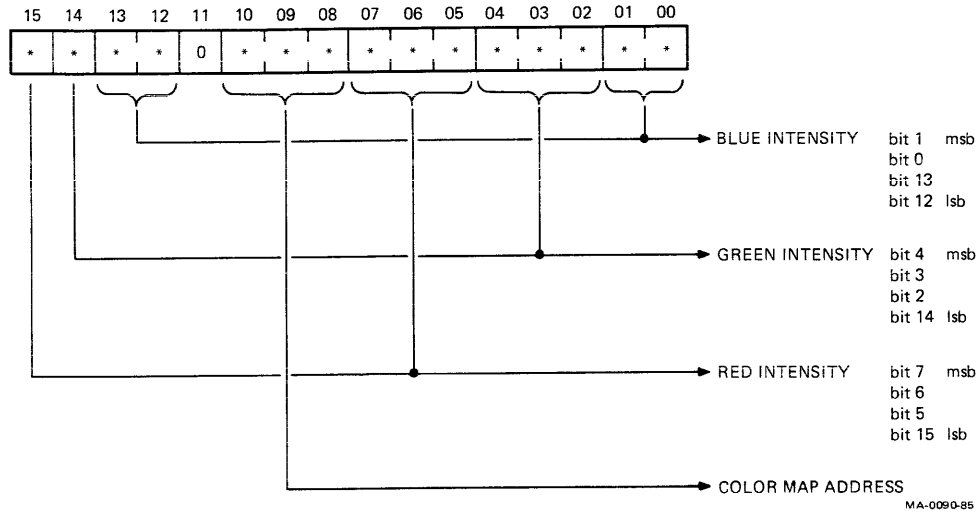 15 14 13 12 11 10 09 08 07 06 05 04 03 02 01 00
* * * * 0 * * * * * * * * * * *
BLUE INTENSITY bit 1 msb
bit 0
bit 13
bit 12 lsb
GREEN INTENSITY bit 4 msb
bit 3
bit 2
bit 14 lsb
RED INTENSITY bit 7 msb
bit 6
bit 5
bit 15 lsb
COLOR MAP ADDRESS
MA-0090-85